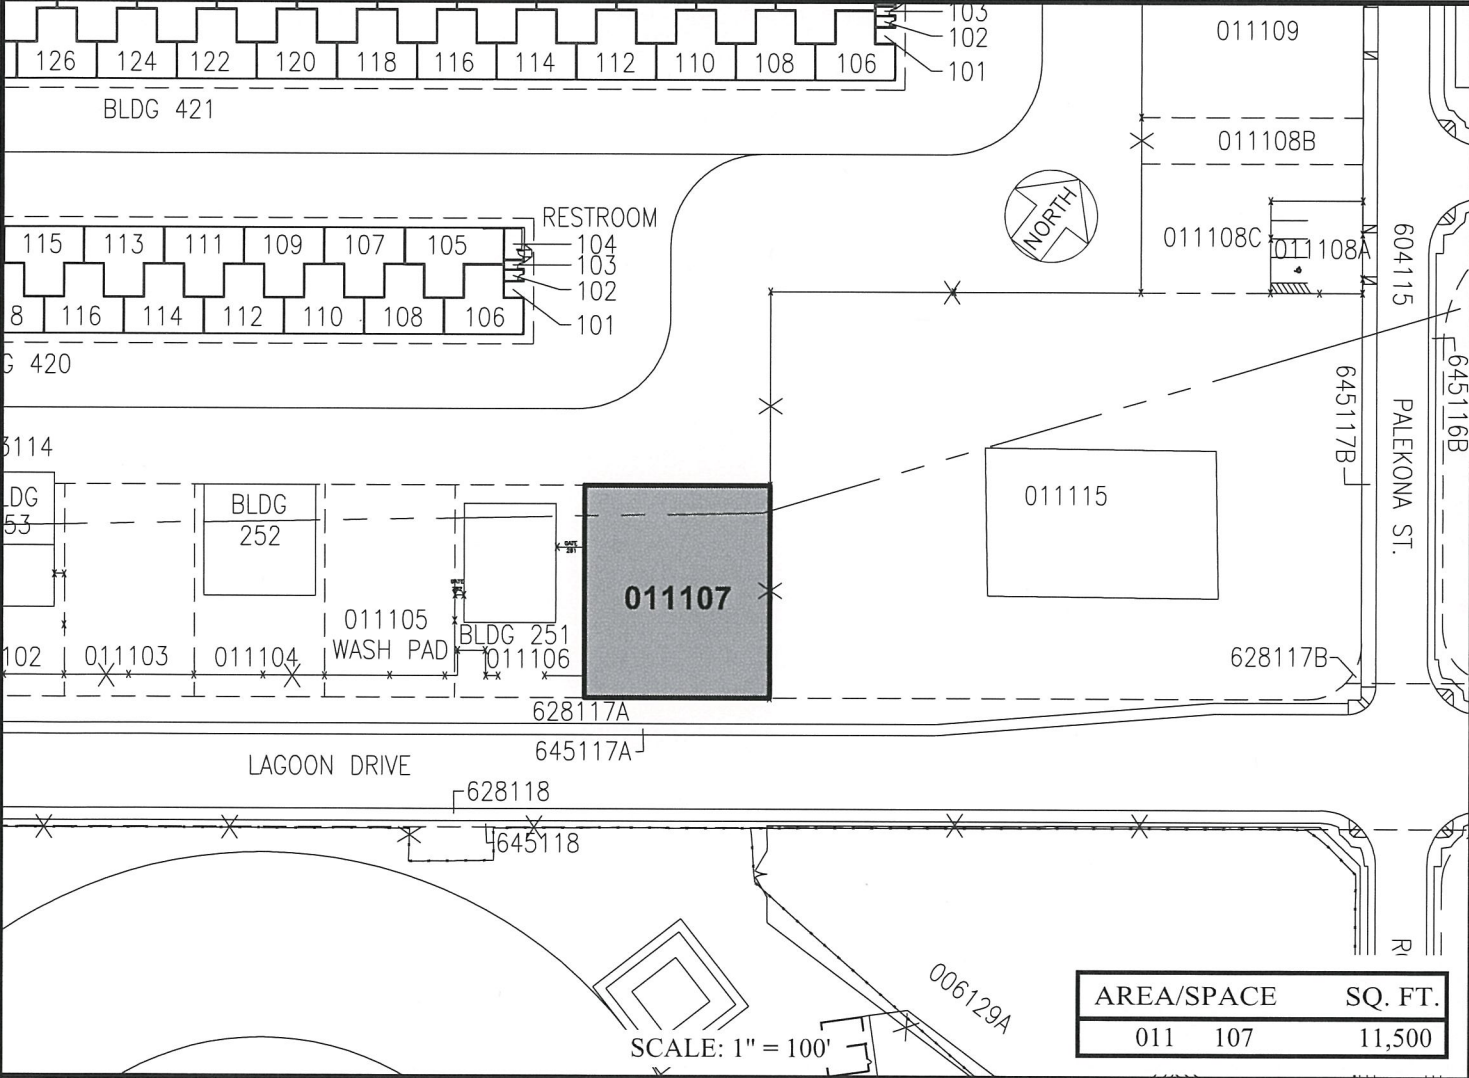 103
102
101
126 124 122 120 118 116 114 112 110 108 106
BLDG 421
011109
011108B
NORTH
011108C
011108A
604115
RESTROOM
104
103
102
101
115 113 111 109 107 105
8 116 114 112 110 108 106
G 420
645117B
PALEKONA ST.
645116B
3114
LDG
53
BLDG
252
011115
GATE
251
011107
011105
WASH PAD
BLDG 251
102 011103 011104 011106
628117B
628117A
645117A
LAGOON DRIVE
628118
645118
006129A
SCALE: 1" = 100'
AREA/SPACE SQ. FT.
011 107 11,500